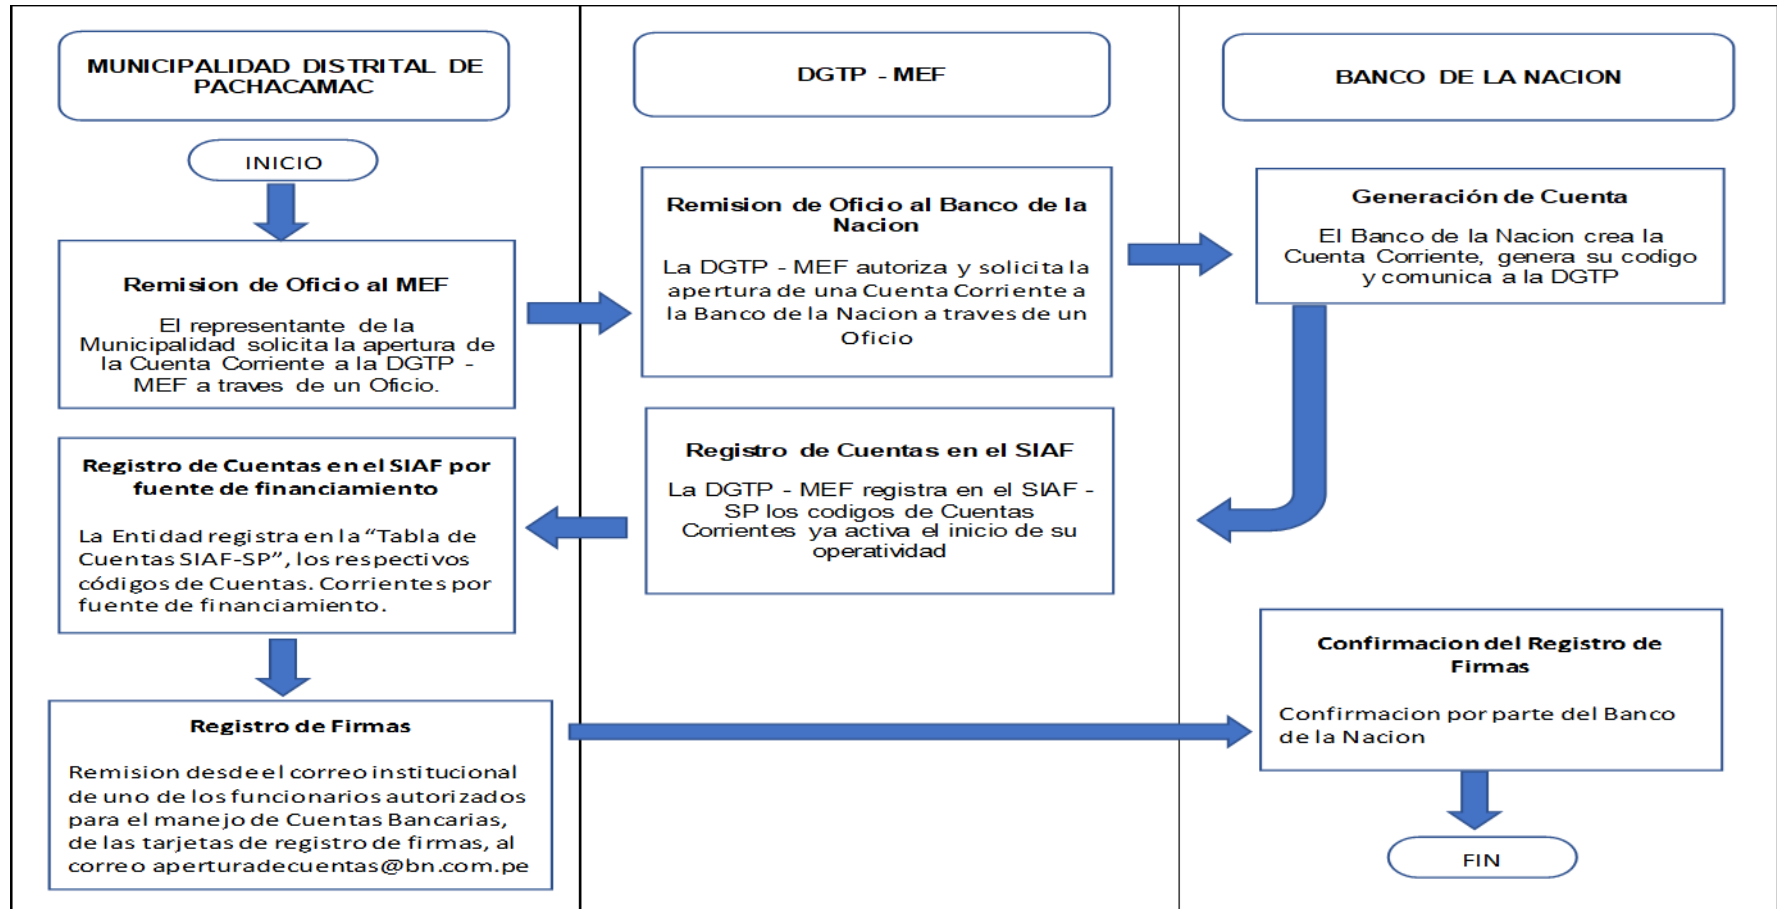 MUNICIPALIDAD DISTRITAL DE
PACHACAMAC
INICIO
Remision de Oficio al MEF
El representante de la
Municipalidad solicita la apertura de
la Cuenta Corriente a la DGTP -
MEF a traves de un Oficio.
Registro de Cuentas en el SIAF por
fuente de financiamiento
La Entidad registra en la “Tabla de
Cuentas SIAF-SP”, los respectivos
códigos de Cuentas. Corrientes por
fuente de financiamiento.
Registro de Firmas
Remision desde el correo institucional
de uno de los funcionarios autorizados
para el manejo de Cuentas Bancarias,
de las tarjetas de registro de firmas, al
correo aperturadecuentas@bn.com.pe
DGTP - MEF
Remision de Oficio al Banco de la
Nacion
La DGTP - MEF autoriza y solicita la
apertura de una Cuenta Corriente a
la Banco de la Nacion a traves de un
Oficio
Registro de Cuentas en el SIAF
La DGTP - MEF registra en el SIAF -
SP los codigos de Cuentas
Corrientes ya activa el inicio de su
operatividad
BANCO DE LA NACION
Generación de Cuenta
El Banco de la Nacion crea la
Cuenta Corriente, genera su codigo
y comunica a la DGTP
Confirmacion del Registro de
Firmas
Confirmacion por parte del Banco
de la Nacion
FIN